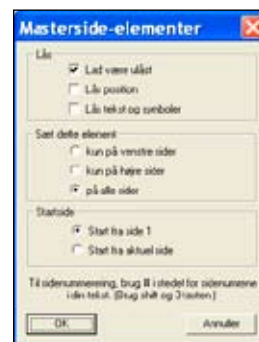 Masterside-elementer
Lås
Lad være ulåst
Lås position
Lås tekst og symboler
Sæt dette element
kun på venstre sider
kun på højre sider
på alle sider
Startside
Start fra side 1
Start fra aktuel side
Til sidenummerering, brug # i stedet for sidenumrene
i din tekst. (Brug shift og 3 tasten.)
OK
Annuller